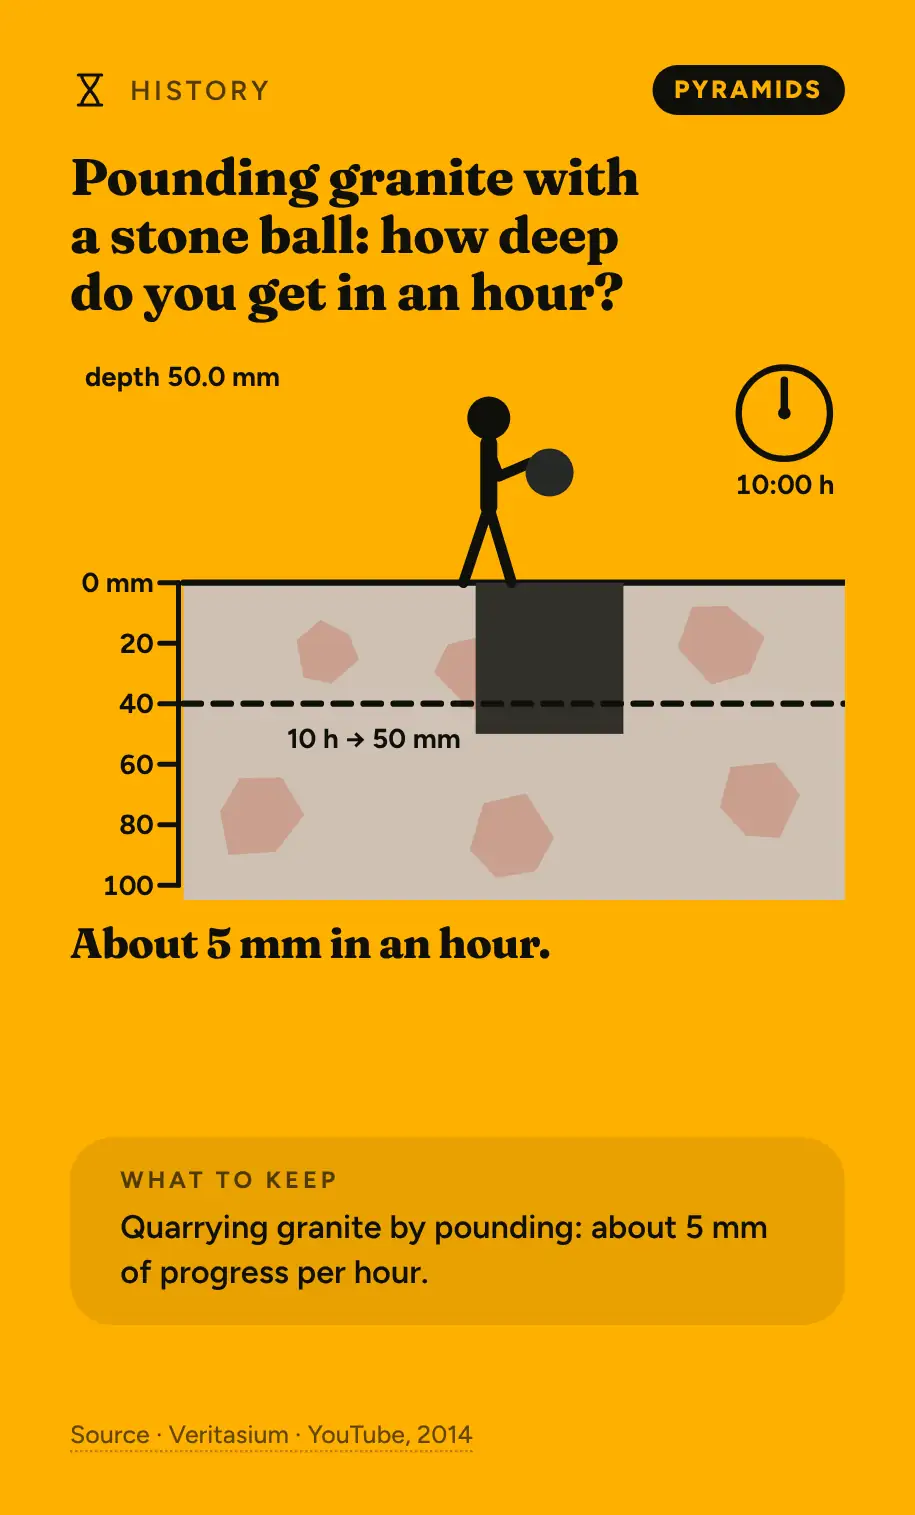 HISTORY
PYRAMIDS
Pounding granite with
a stone ball: how deep
do you get in an hour?
depth 50.0 mm
10:00 h
0 mm
20
40
10 h → 50 mm
60
80
100
About 5 mm in an hour.
WHAT TO KEEP
Quarrying granite by pounding: about 5 mm
of progress per hour.
Source · Veritasium · YouTube, 2014